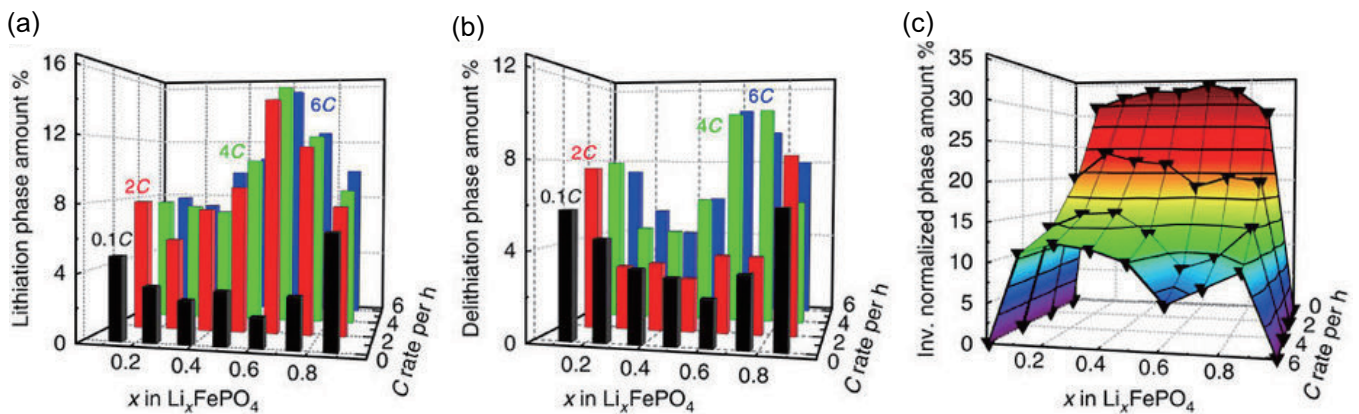 (a)
Lithiation phase amount %
16
12
8
4
0
0.1C
2C
4C
6C
0.2
0.4
0.6
0.8
0
2
4
6
x in LiₓFePO₄
C rate per h
(b)
Delithiation phase amount %
12
8
4
0
0.1C
2C
4C
6C
0.2
0.4
0.6
0.8
0
2
4
6
x in LiₓFePO₄
C rate per h
(c)
Inv. normalized phase amount %
35
30
25
20
15
10
5
0
0.2
0.4
0.6
0.8
0
2
4
6
x in LiₓFePO₄
C rate per h